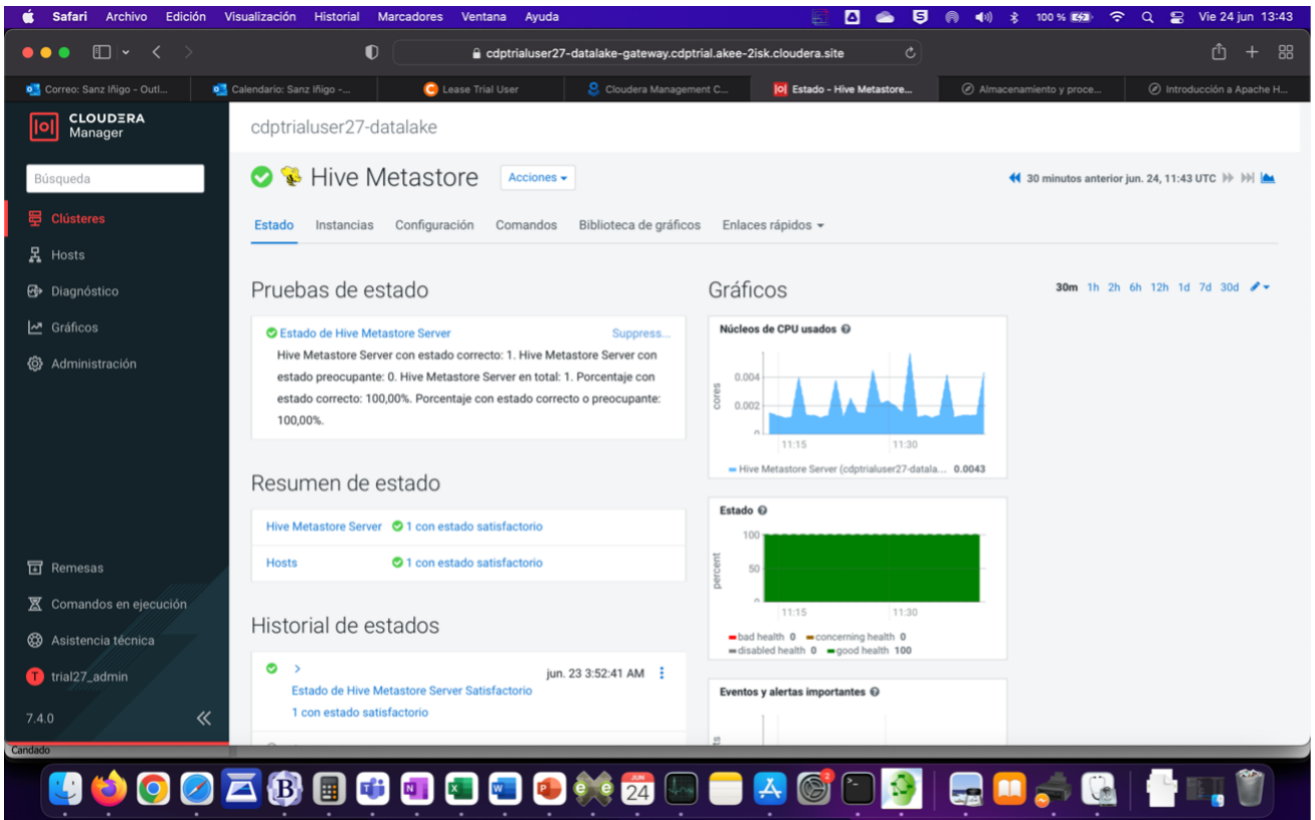 Safari Archivo Edición Visualización Historial Marcadores Ventana Ayuda 100 % Vie 24 jun 13:43
cdptrialuser27-datalake-gateway.cdptrial.akee-2isk.cloudera.site
Correo: Sanz Iñigo - Outl... Calendario: Sanz Iñigo -... Lease Trial User Cloudera Management C... Estado - Hive Metastore... Almacenamiento y proce... Introducción a Apache H...
CLOUDERA
Manager
cdptrialuser27-datalake
Búsqueda
Hive Metastore Acciones
30 minutos anterior jun. 24, 11:43 UTC
Clústeres
Hosts
Diagnóstico
Gráficos
Administración
Estado Instancias Configuración Comandos Biblioteca de gráficos Enlaces rápidos
Pruebas de estado
Estado de Hive Metastore Server Suppress...
Hive Metastore Server con estado correcto: 1. Hive Metastore Server con
estado preocupante: 0. Hive Metastore Server en total: 1. Porcentaje con
estado correcto: 100,00%. Porcentaje con estado correcto o preocupante:
100,00%.
Resumen de estado
Hive Metastore Server 1 con estado satisfactorio
Hosts 1 con estado satisfactorio
Historial de estados
jun. 23 3:52:41 AM
Estado de Hive Metastore Server Satisfactorio
1 con estado satisfactorio
Gráficos
30m 1h 2h 6h 12h 1d 7d 30d
Núcleos de CPU usados
cores
0.004
0.002
11:15 11:30
Hive Metastore Server (cdptrialuser27-datala... 0.0043
Estado
percent
100
50
11:15 11:30
bad health 0 concerning health 0
disabled health 0 good health 100
Eventos y alertas importantes
Remesas
Comandos en ejecución
Asistencia técnica
T trial27_admin
7.4.0
Candado
JUN
24